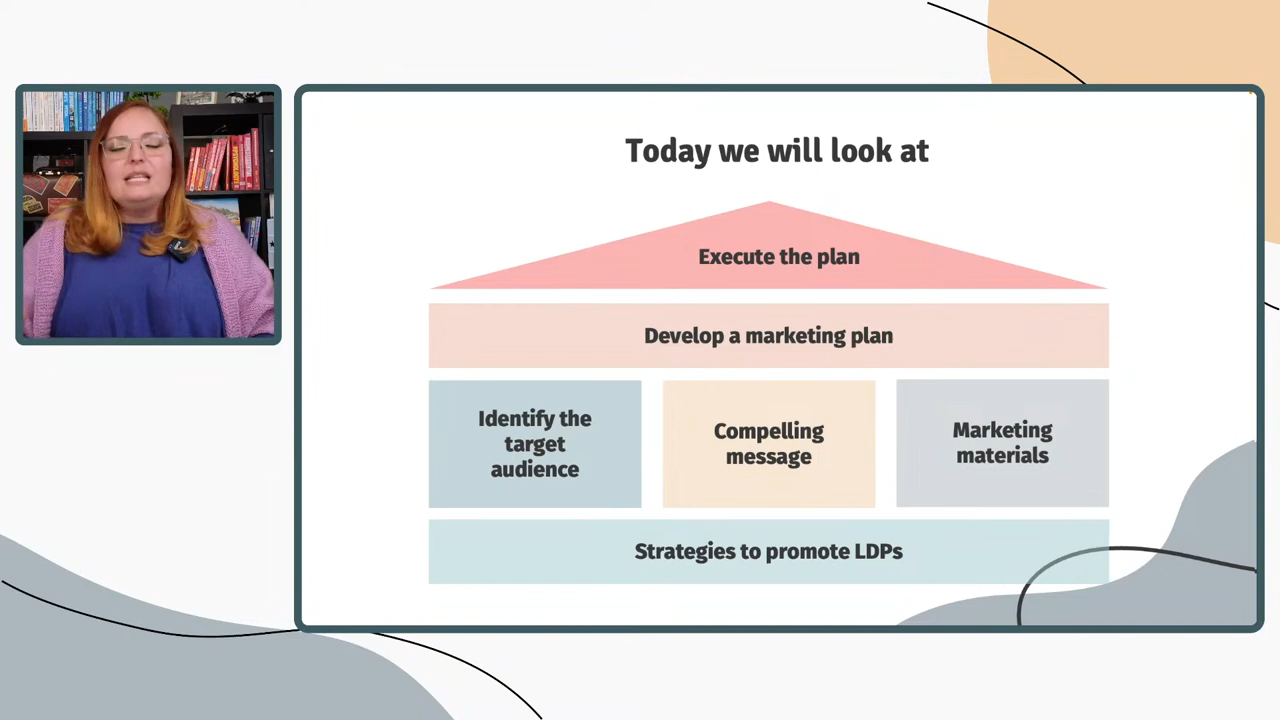 Today we will look at
Execute the plan
Develop a marketing plan
Identify the
target
audience
Compelling
message
Marketing
materials
Strategies to promote LDPs